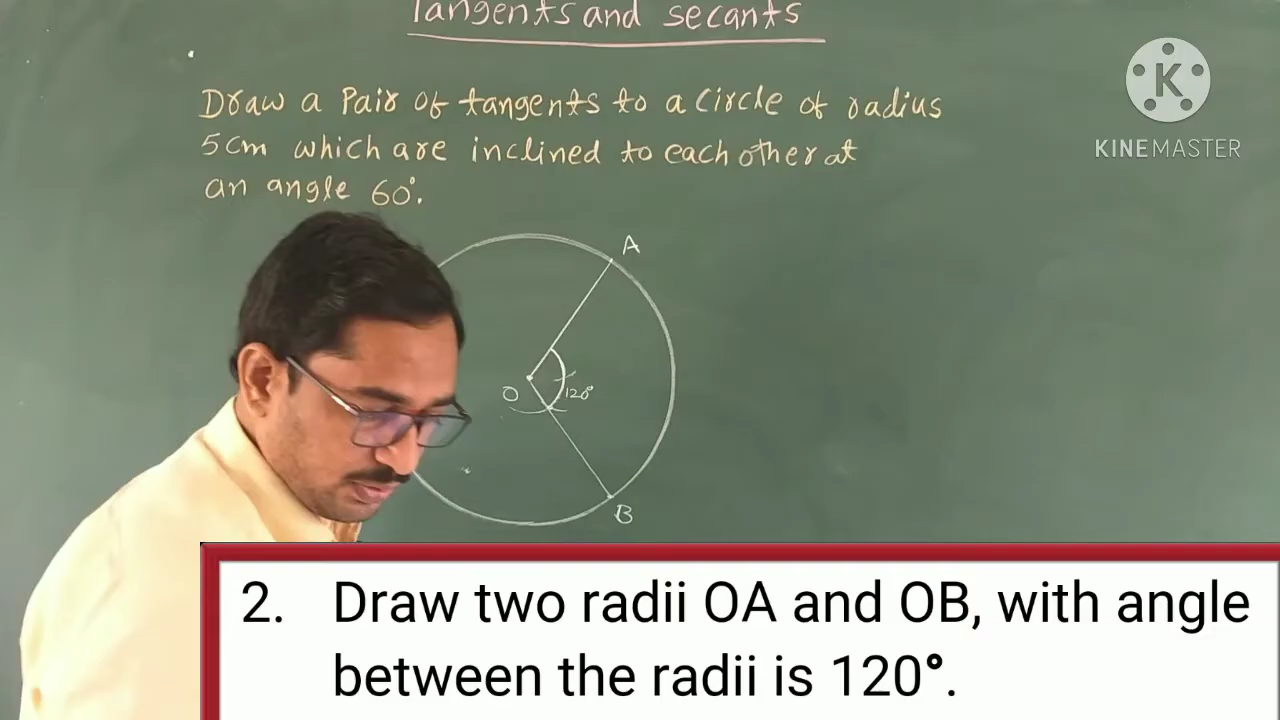 Tangents and secants
Draw a Pair of tangents to a circle of radius
5cm which are inclined to each other at
an angle 60°.
A
O
120°
B
K
KINEMASTER
2. Draw two radii OA and OB, with angle
between the radii is 120°.